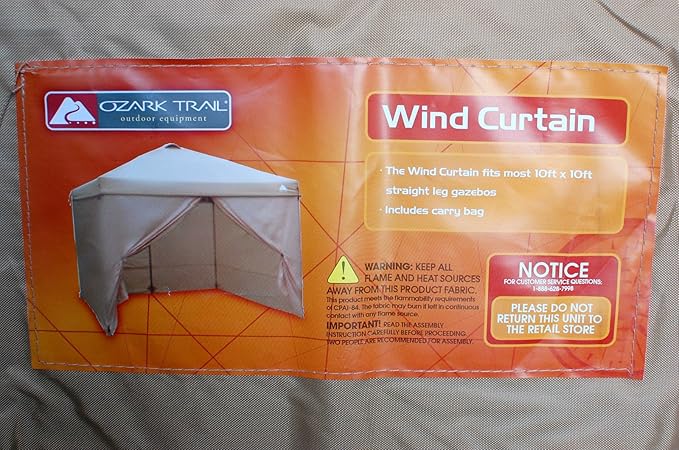 OZARK TRAIL®
outdoor equipment
Wind Curtain
· The Wind Curtain fits most 10ft x 10ft
straight leg gazebos
· Includes carry bag
WARNING: KEEP ALL
FLAME AND HEAT SOURCES
AWAY FROM THIS PRODUCT FABRIC.
This product meets the flammability requirements
of CPAI-84. The fabric may burn if left in continuous
contact with any flame source.
IMPORTANT! READ THE ASSEMBLY
INSTRUCTION CAREFULLY BEFORE PROCEEDING.
TWO PEOPLE ARE RECOMMENDED FOR ASSEMBLY.
NOTICE
FOR CUSTOMER SERVICE QUESTIONS:
1-888-628-7998
PLEASE DO NOT
RETURN THIS UNIT TO
THE RETAIL STORE